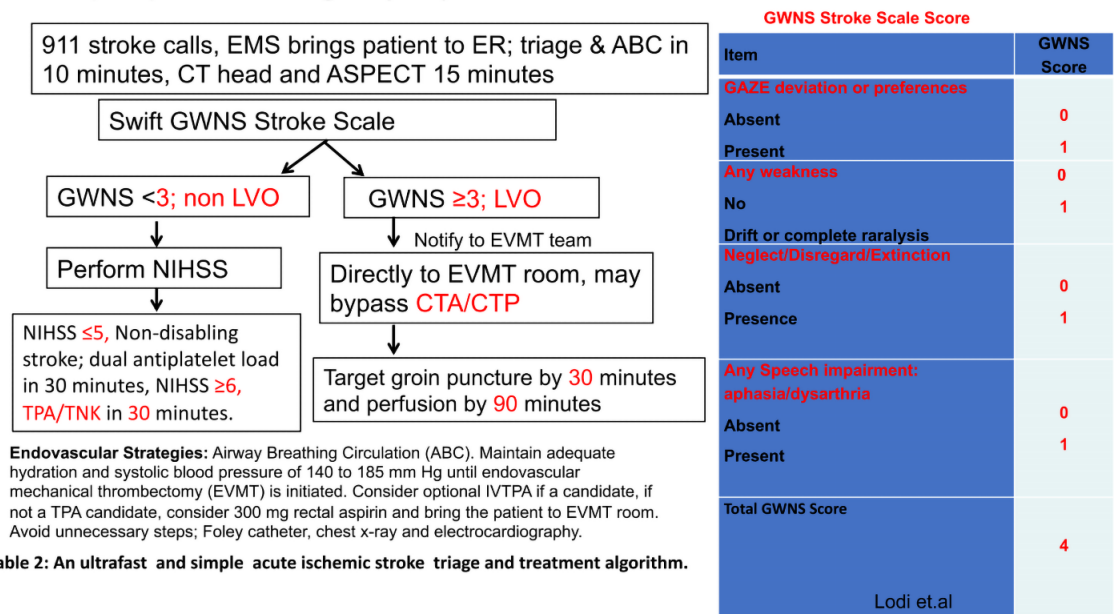 911 stroke calls, EMS brings patient to ER; triage & ABC in
10 minutes, CT head and ASPECT 15 minutes
Swift GWNS Stroke Scale
GWNS <3; non LVO
GWNS ≥3; LVO
Notify to EVMT team
Perform NIHSS
Directly to EVMT room, may
bypass CTA/CTP
NIHSS ≤5, Non-disabling
stroke; dual antiplatelet load
in 30 minutes, NIHSS ≥6,
TPA/TNK in 30 minutes.
Target groin puncture by 30 minutes
and perfusion by 90 minutes
Endovascular Strategies: Airway Breathing Circulation (ABC). Maintain adequate
hydration and systolic blood pressure of 140 to 185 mm Hg until endovascular
mechanical thrombectomy (EVMT) is initiated. Consider optional IVTPA if a candidate, if
not a TPA candidate, consider 300 mg rectal aspirin and bring the patient to EVMT room.
Avoid unnecessary steps; Foley catheter, chest x-ray and electrocardiography.
able 2: An ultrafast and simple acute ischemic stroke triage and treatment algorithm.
GWNS Stroke Scale Score
Item
GWNS
Score
GAZE deviation or preferences
Absent 0
Present 1
Any weakness 0
No 1
Drift or complete raralysis
Neglect/Disregard/Extinction
Absent 0
Presence 1
Any Speech impairment:
aphasia/dysarthria
Absent 0
Present 1
Total GWNS Score
4
Lodi et.al